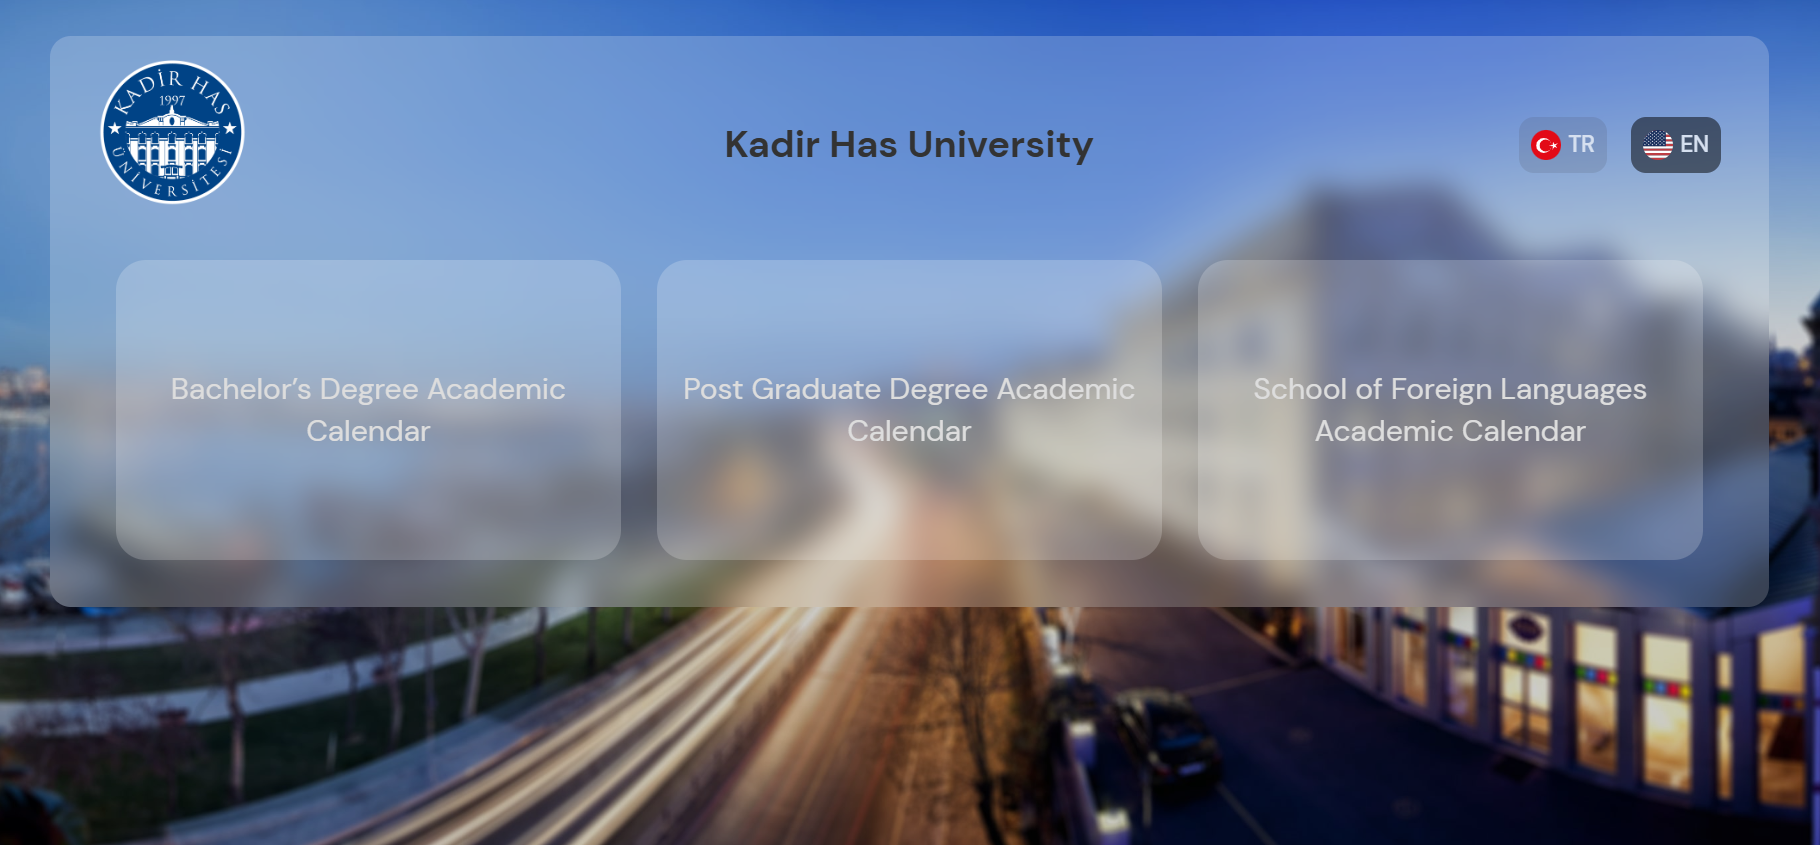 KADİR HAS
1997
ÜNİVERSİTESİ
Kadir Has University
TR
EN
Bachelor’s Degree Academic
Calendar
Post Graduate Degree Academic
Calendar
School of Foreign Languages
Academic Calendar